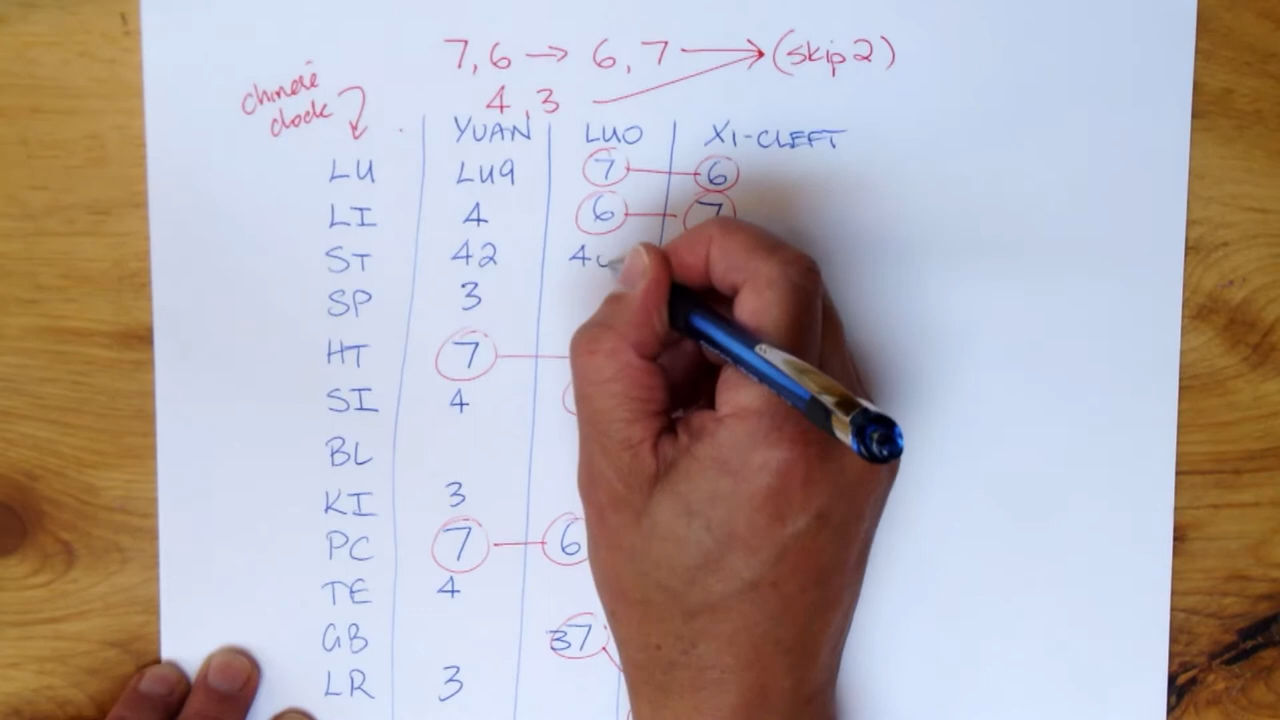 7,6 → 6,7 → (skip 2)
chinese
clock
4,3
YUAN LUO XI-CLEFT
LU LU9 7 6
LI 4 6 7
ST 42 4
SP 3
HT 7
SI 4
BL
KI 3
PC 7 6
TE 4
GB 37
LR 3